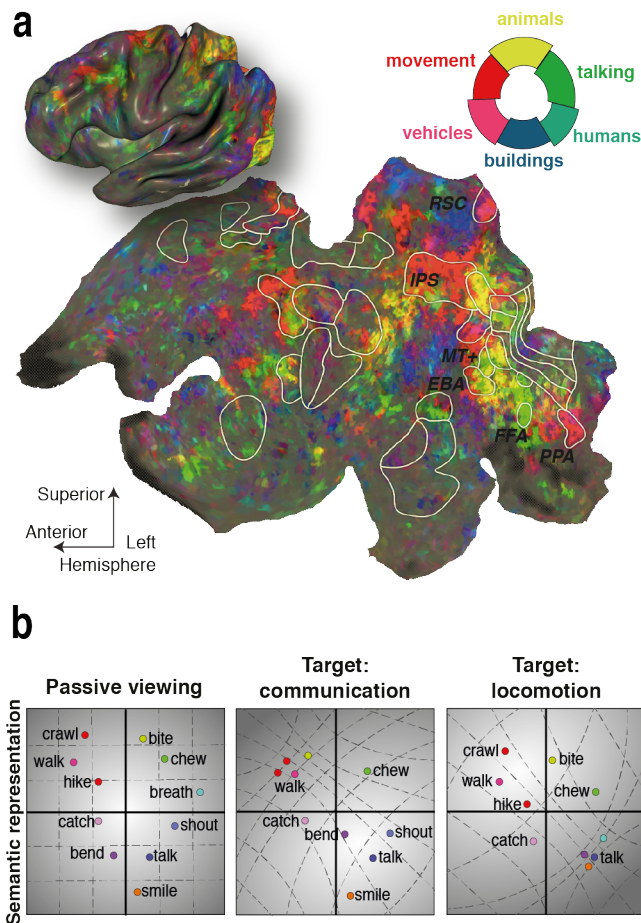 a
animals
movement
talking
vehicles
humans
buildings
RSC
IPS
MT+
EBA
FFA
PPA
Superior
Anterior
Left
Hemisphere
b
Passive viewing
Target:
communication
Target:
locomotion
Semantic representation
crawl
bite
walk
chew
hike
breath
catch
shout
bend
talk
smile
walk
chew
catch
bend
shout
talk
smile
crawl
bite
walk
chew
hike
catch
talk